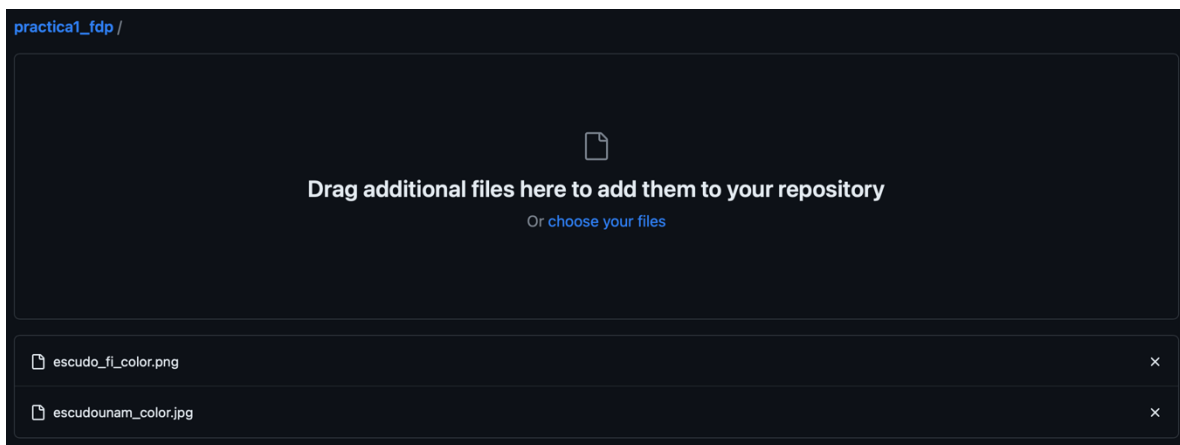 practica1_fdp /
Drag additional files here to add them to your repository
Or choose your files
escudo_fi_color.png
escudounam_color.jpg